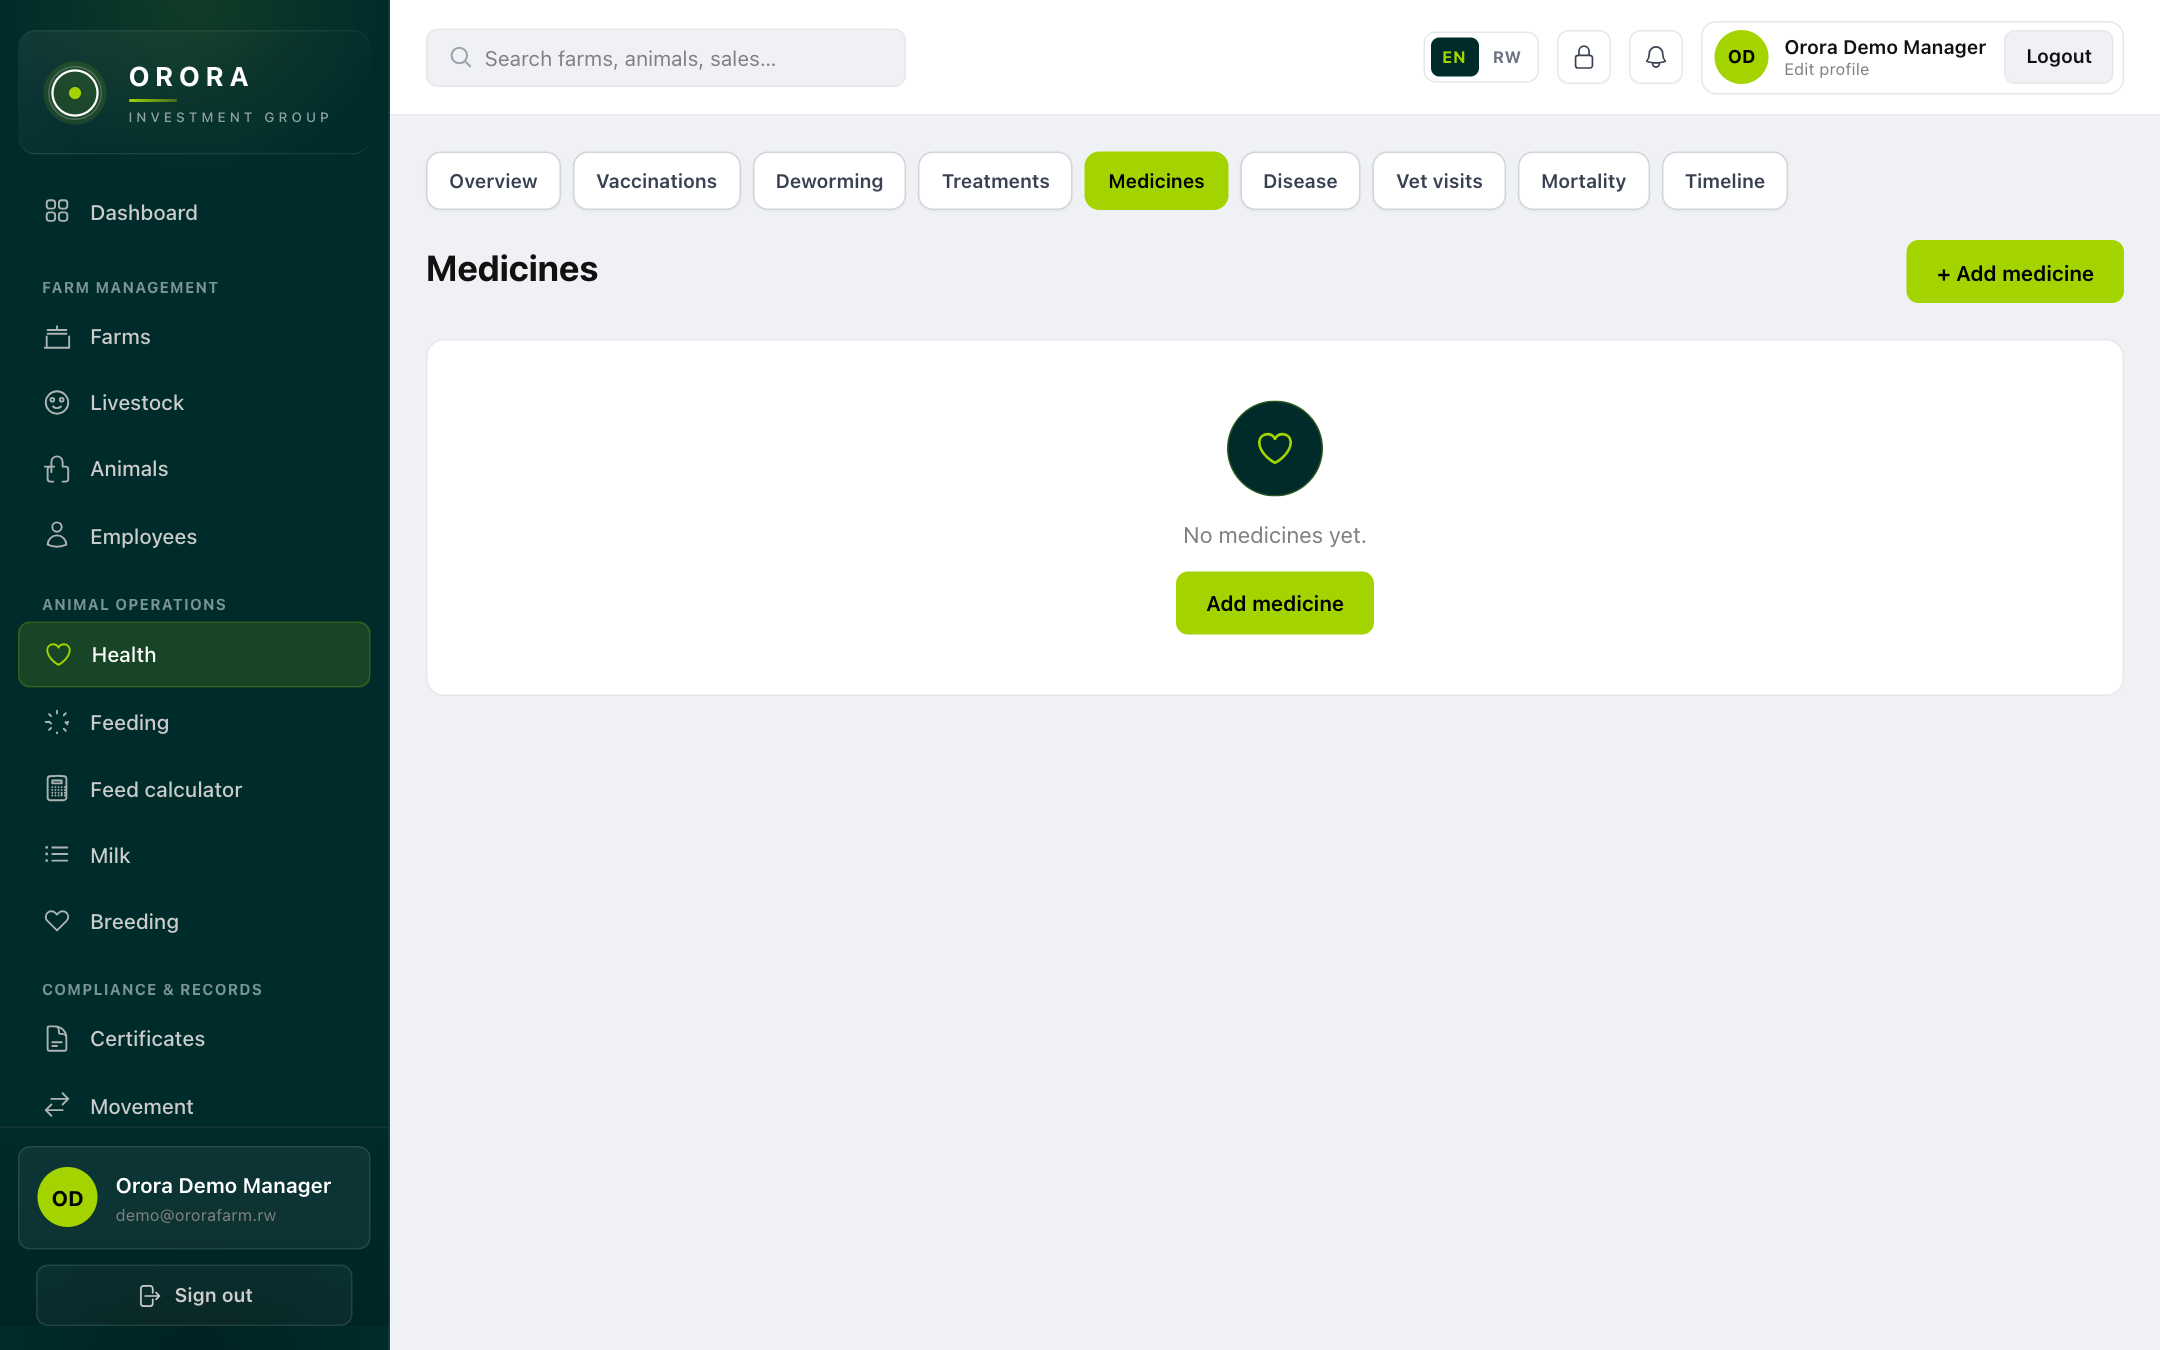 ORORA
INVESTMENT GROUP
Dashboard
FARM MANAGEMENT
Farms
Livestock
Animals
Employees
ANIMAL OPERATIONS
Health
Feeding
Feed calculator
Milk
Breeding
COMPLIANCE & RECORDS
Certificates
Movement
OD
Orora Demo Manager
demo@ororafarm.rw
Sign out
Search farms, animals, sales...
EN RW
OD
Orora Demo Manager
Edit profile
Logout
Overview Vaccinations Deworming Treatments Medicines Disease Vet visits Mortality Timeline
Medicines
+ Add medicine
No medicines yet.
Add medicine